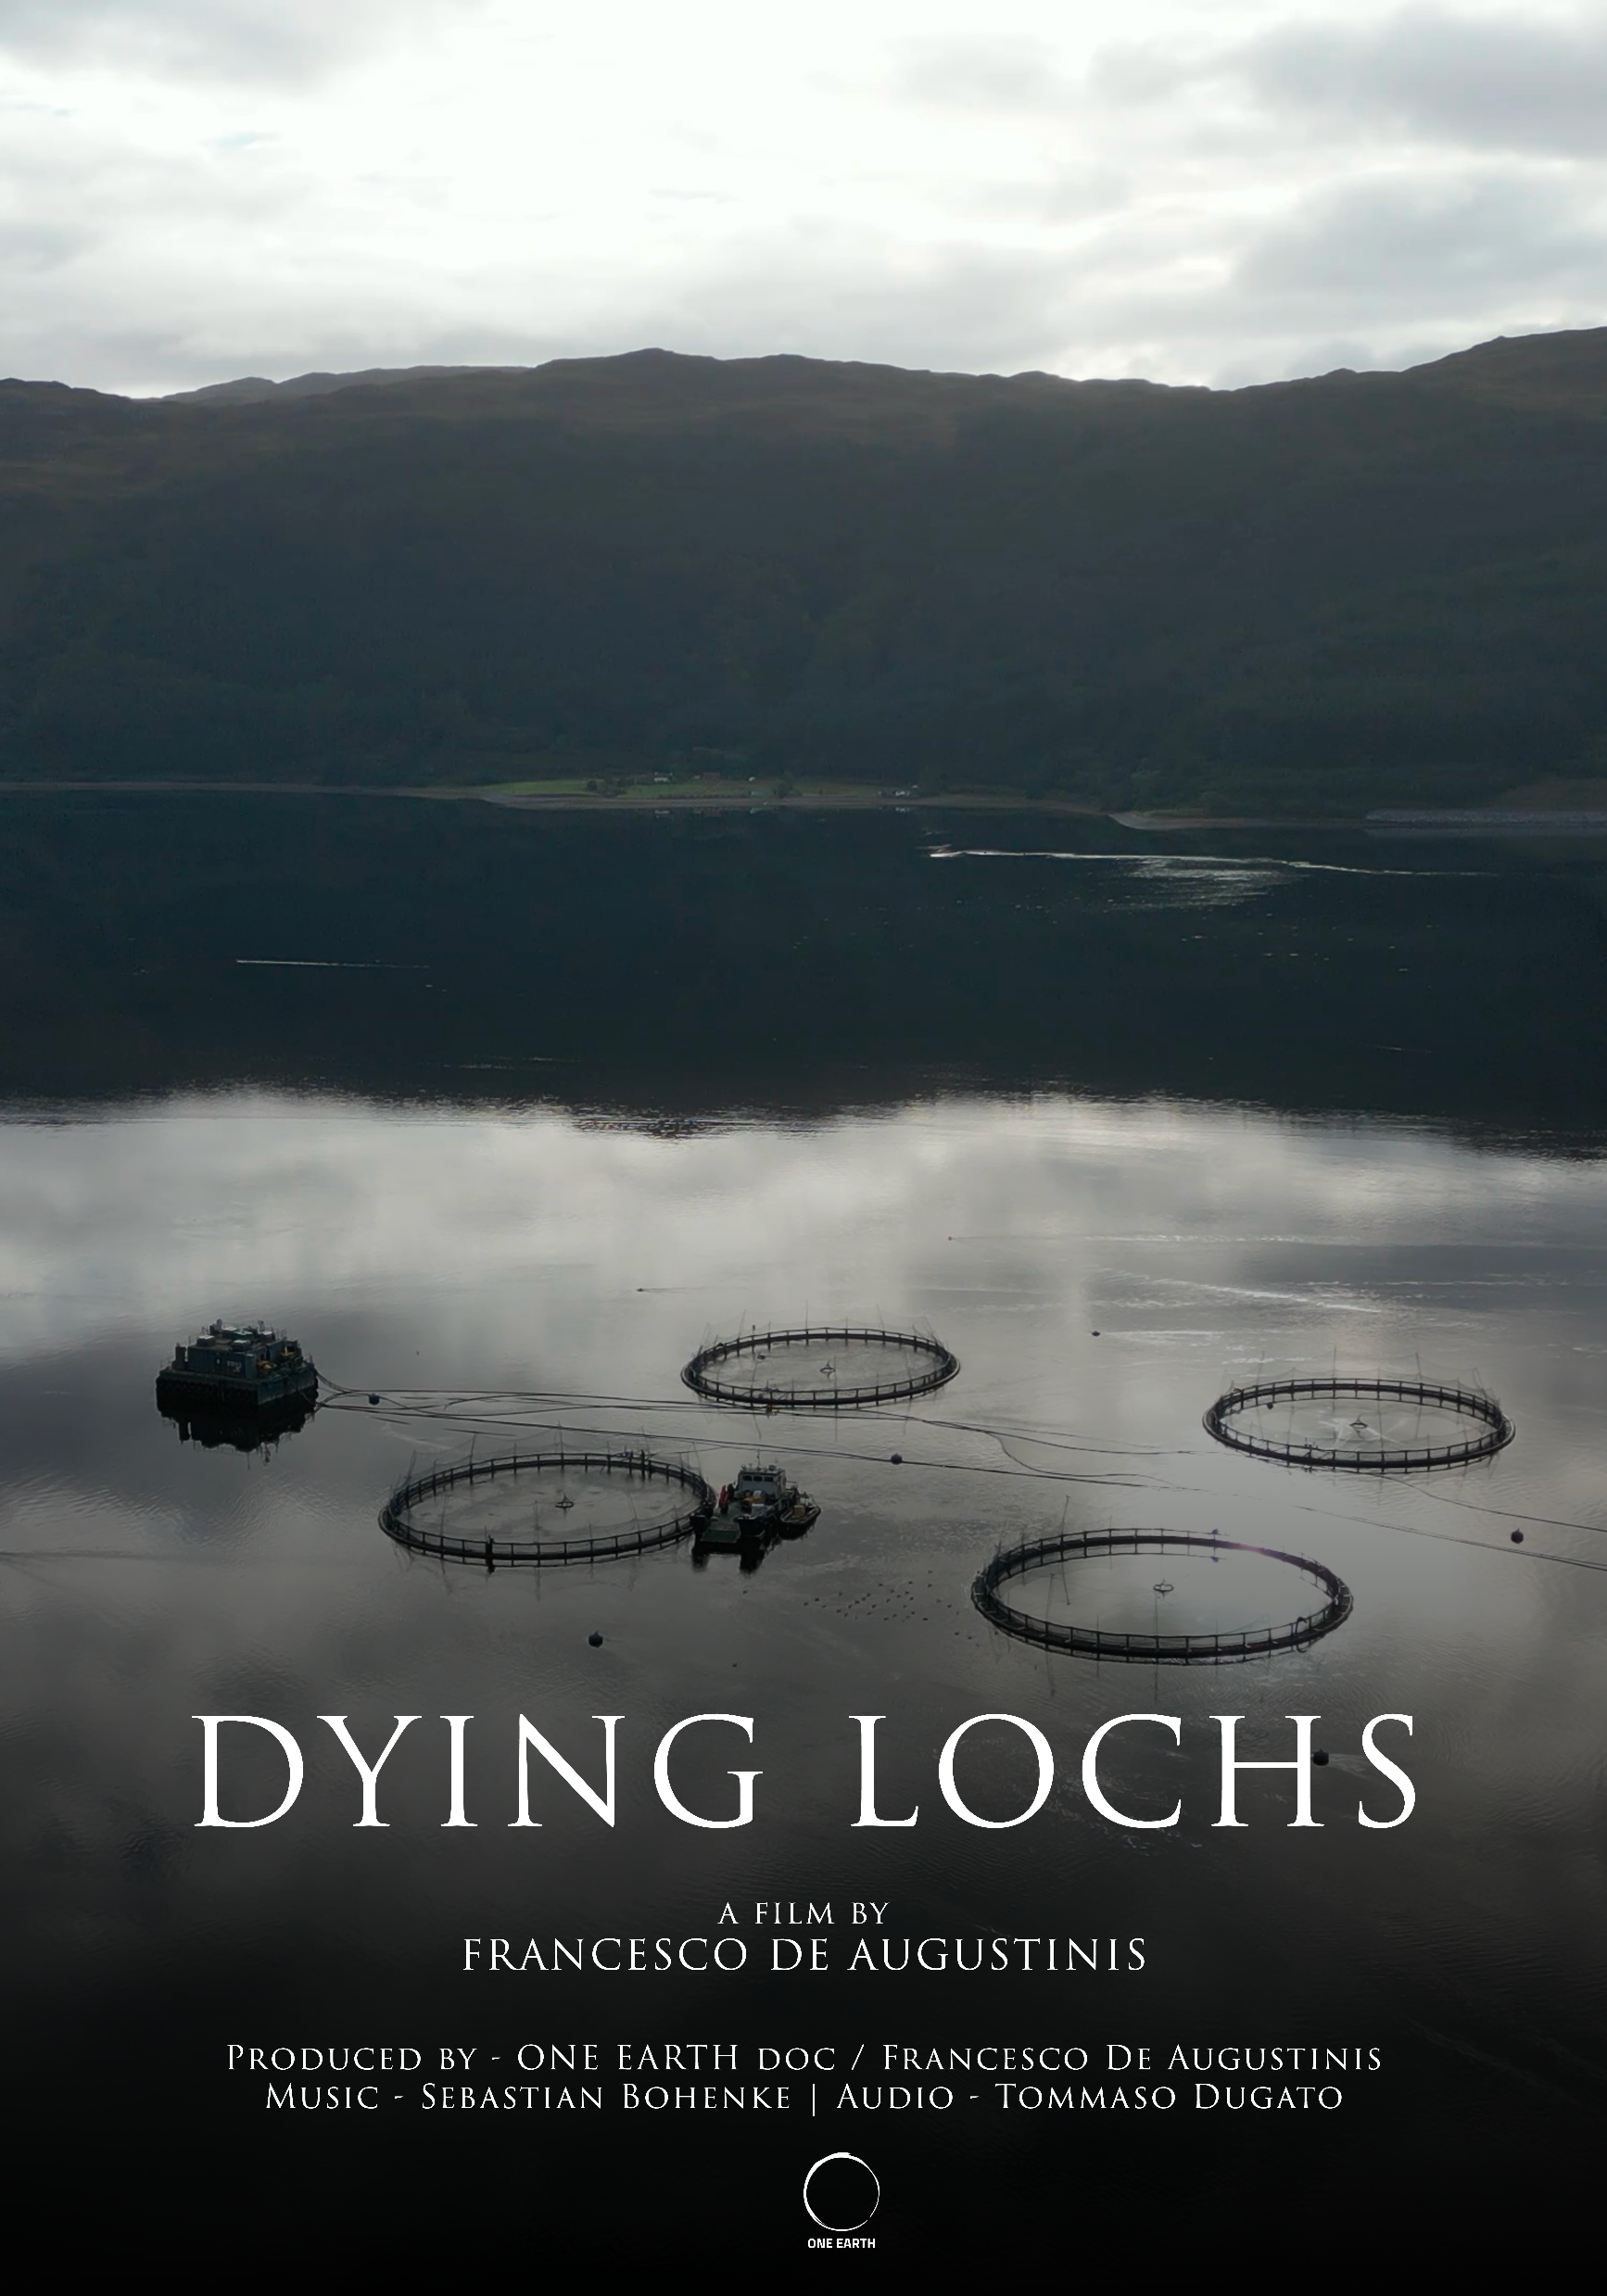 DYING LOCHS
A FILM BY
FRANCESCO DE AUGUSTINIS
PRODUCED BY - ONE EARTH DOC / FRANCESCO DE AUGUSTINIS
MUSIC - SEBASTIAN BOHENKE | AUDIO - TOMMASO DUGATO
ONE EARTH